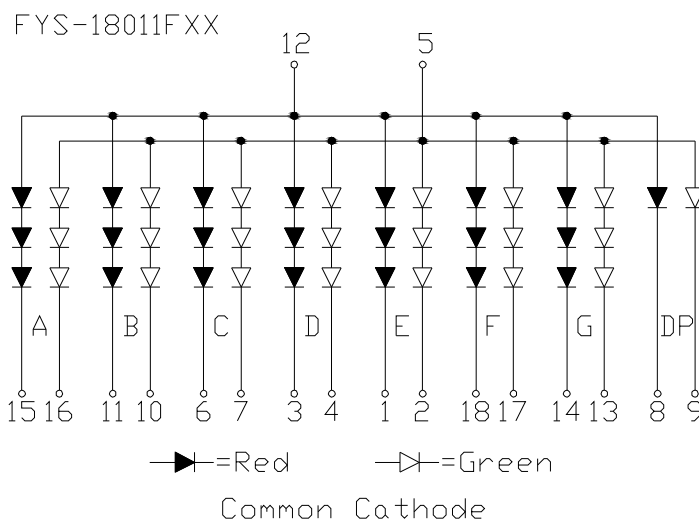 FYS-18011FXX
12 5
A B C D E F G DP
15 16 11 10 6 7 3 4 1 2 18 17 14 13 8 9
=Red =Green
Common Cathode